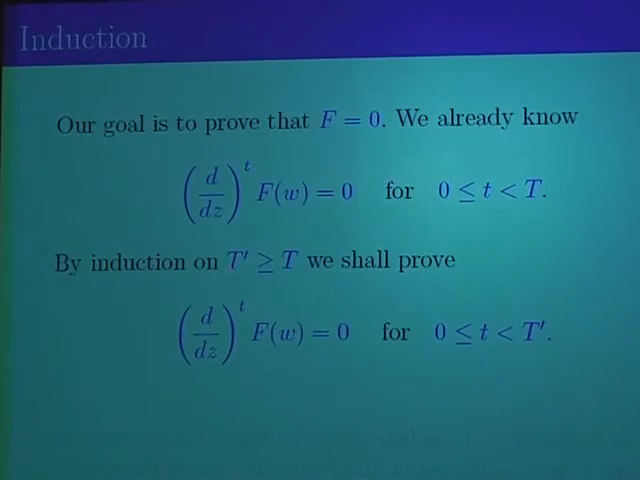 Induction
Our goal is to prove that F = 0. We already know
(d/dz)^t F(w) = 0 for 0 ≤ t < T.
By induction on T′ ≥ T we shall prove
(d/dz)^t F(w) = 0 for 0 ≤ t < T′.